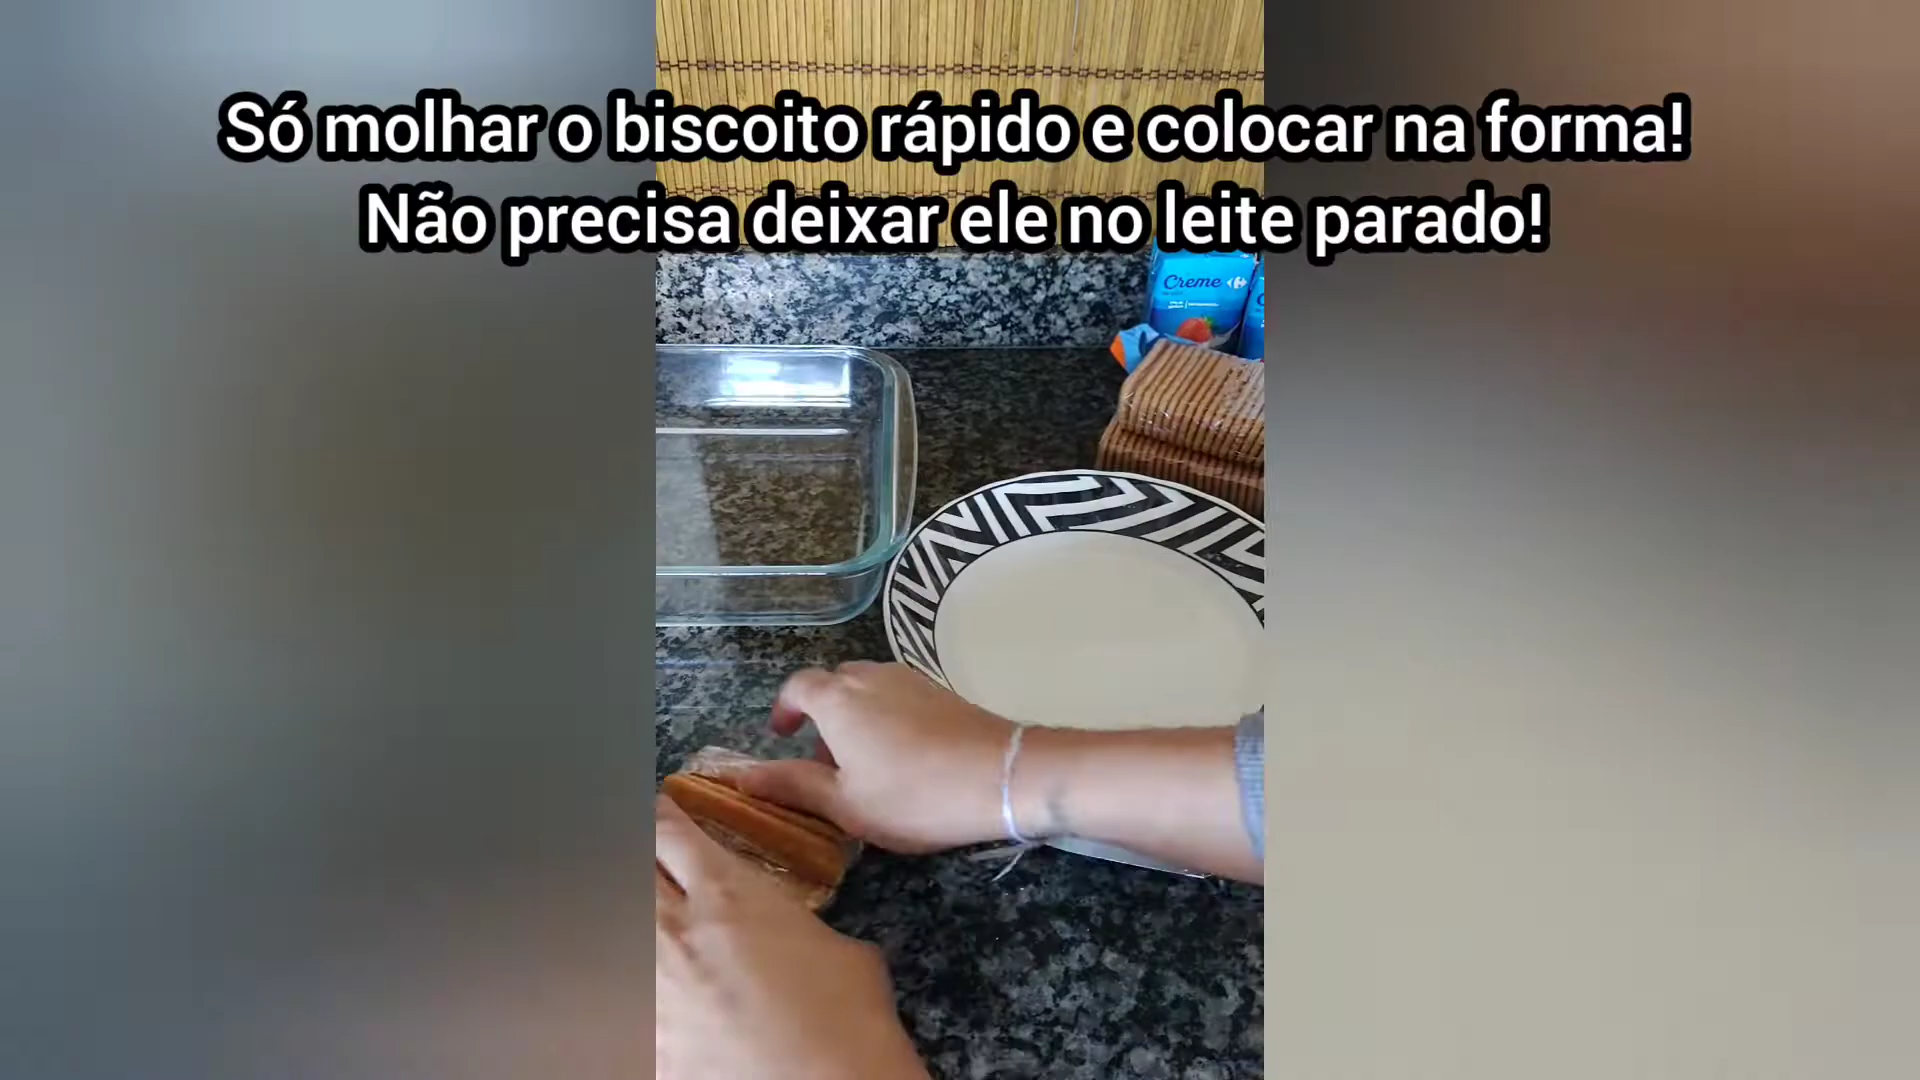 Só molhar o biscoito rápido e colocar na forma!
Não precisa deixar ele no leite parado!
Creme